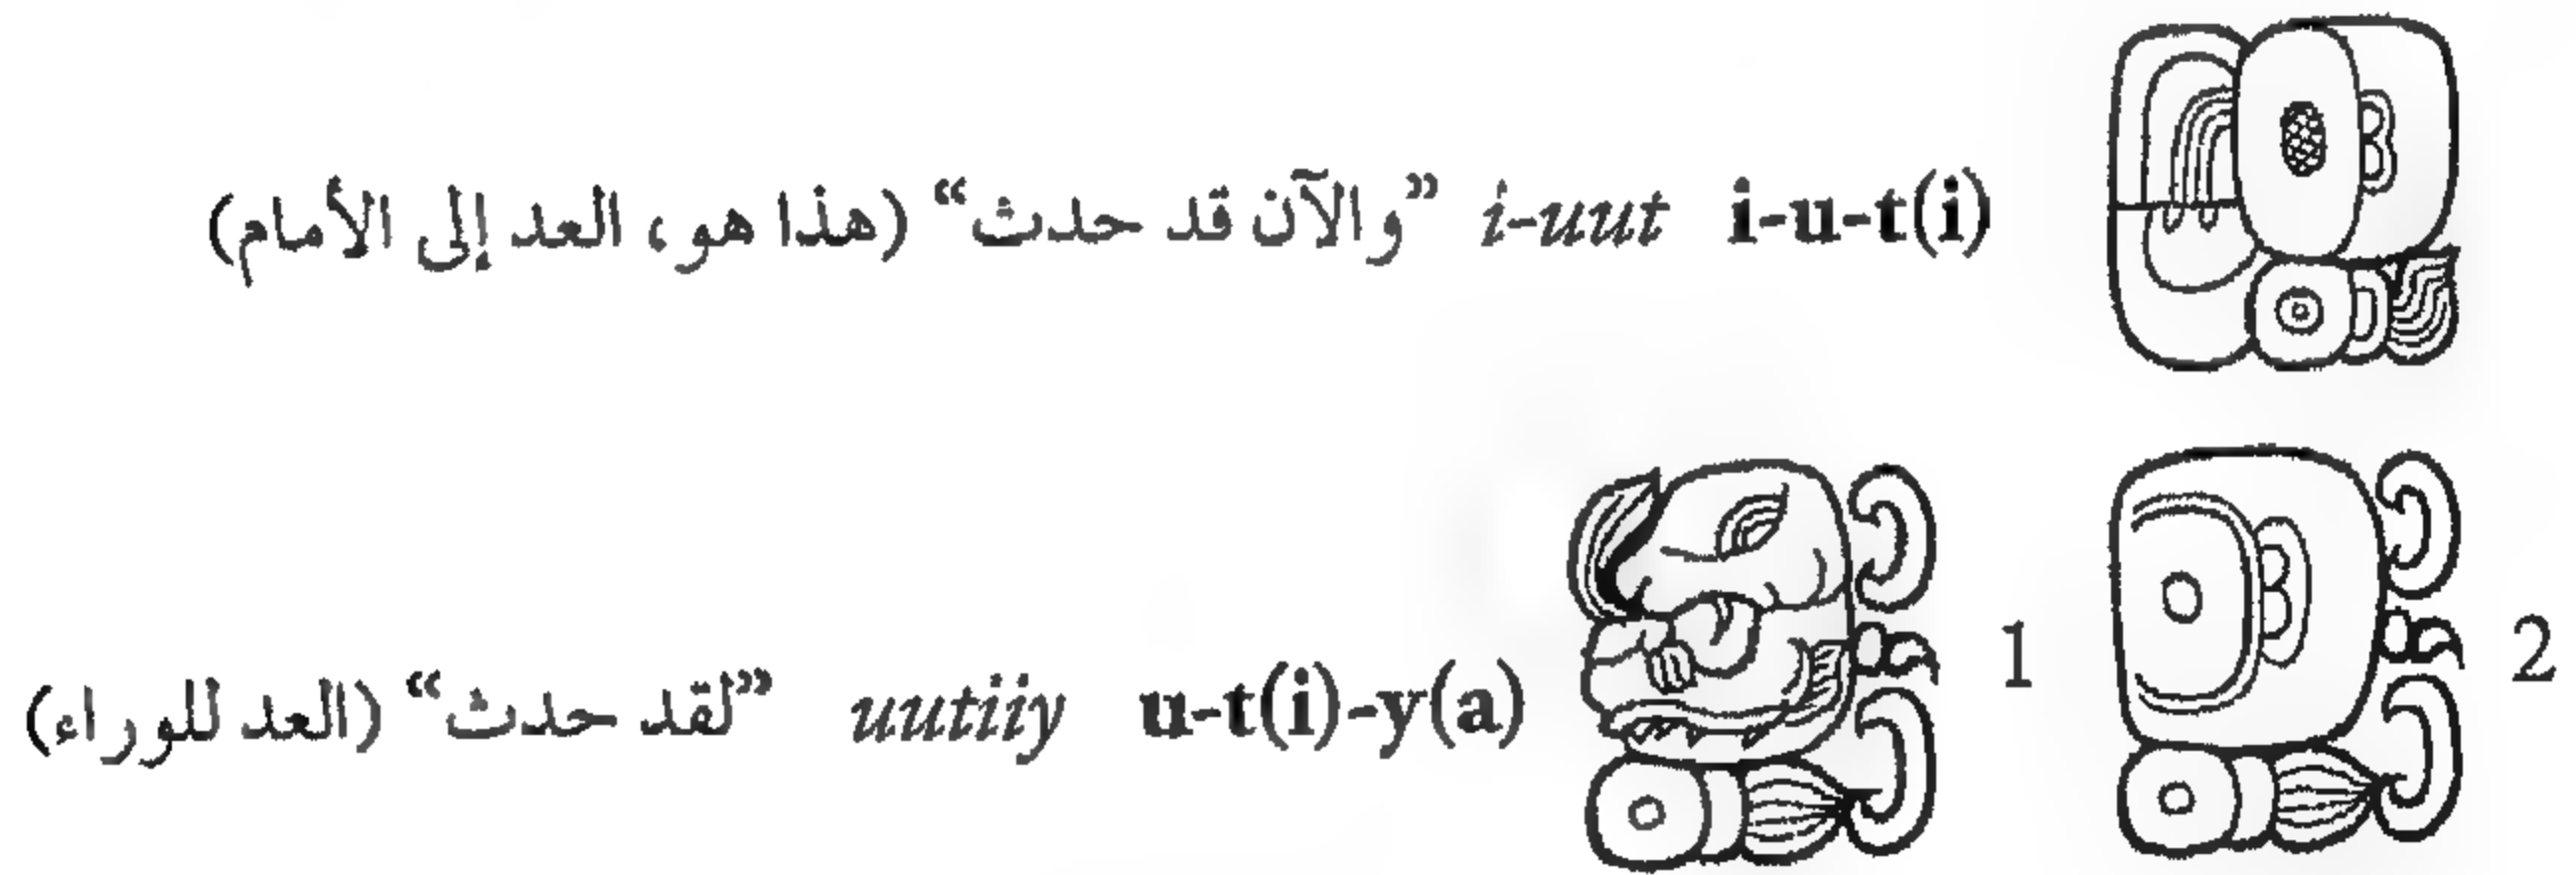 i-u-t(i) i-uut ”والآن قد حدث“ (هذا هو، العد إلى الأمام)
2 1 u-t(i)-y(a) uutiiy ”لقد حدث“ (العد للوراء)